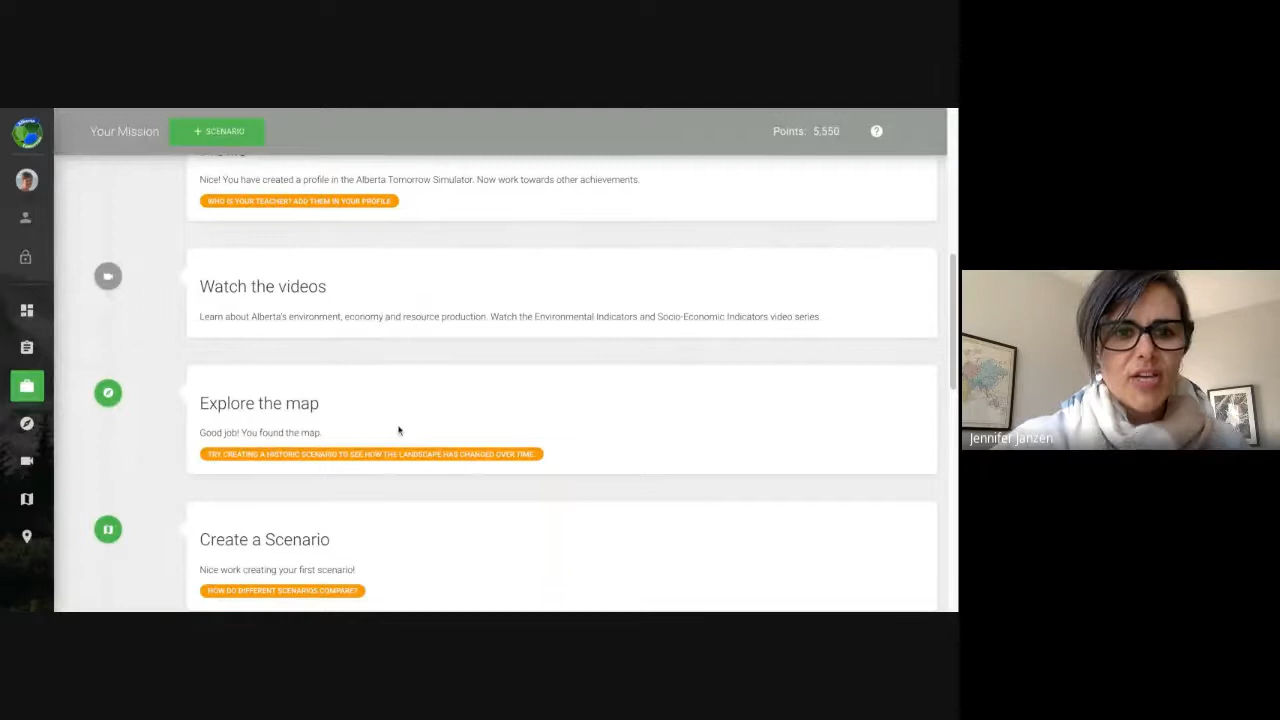 Alberta
Your Mission
+ SCENARIO
Points: 5,550
?
Nice! You have created a profile in the Alberta Tomorrow Simulator. Now work towards other achievements.
WHO IS YOUR TEACHER? ADD THEM IN YOUR PROFILE
Watch the videos
Learn about Alberta's environment, economy and resource production. Watch the Environmental Indicators and Socio-Economic Indicators video series.
Explore the map
Good job! You found the map.
TRY CREATING A HISTORIC SCENARIO TO SEE HOW THE LANDSCAPE HAS CHANGED OVER TIME.
Create a Scenario
Nice work creating your first scenario!
HOW DO DIFFERENT SCENARIOS COMPARE?
Jennifer Janzen